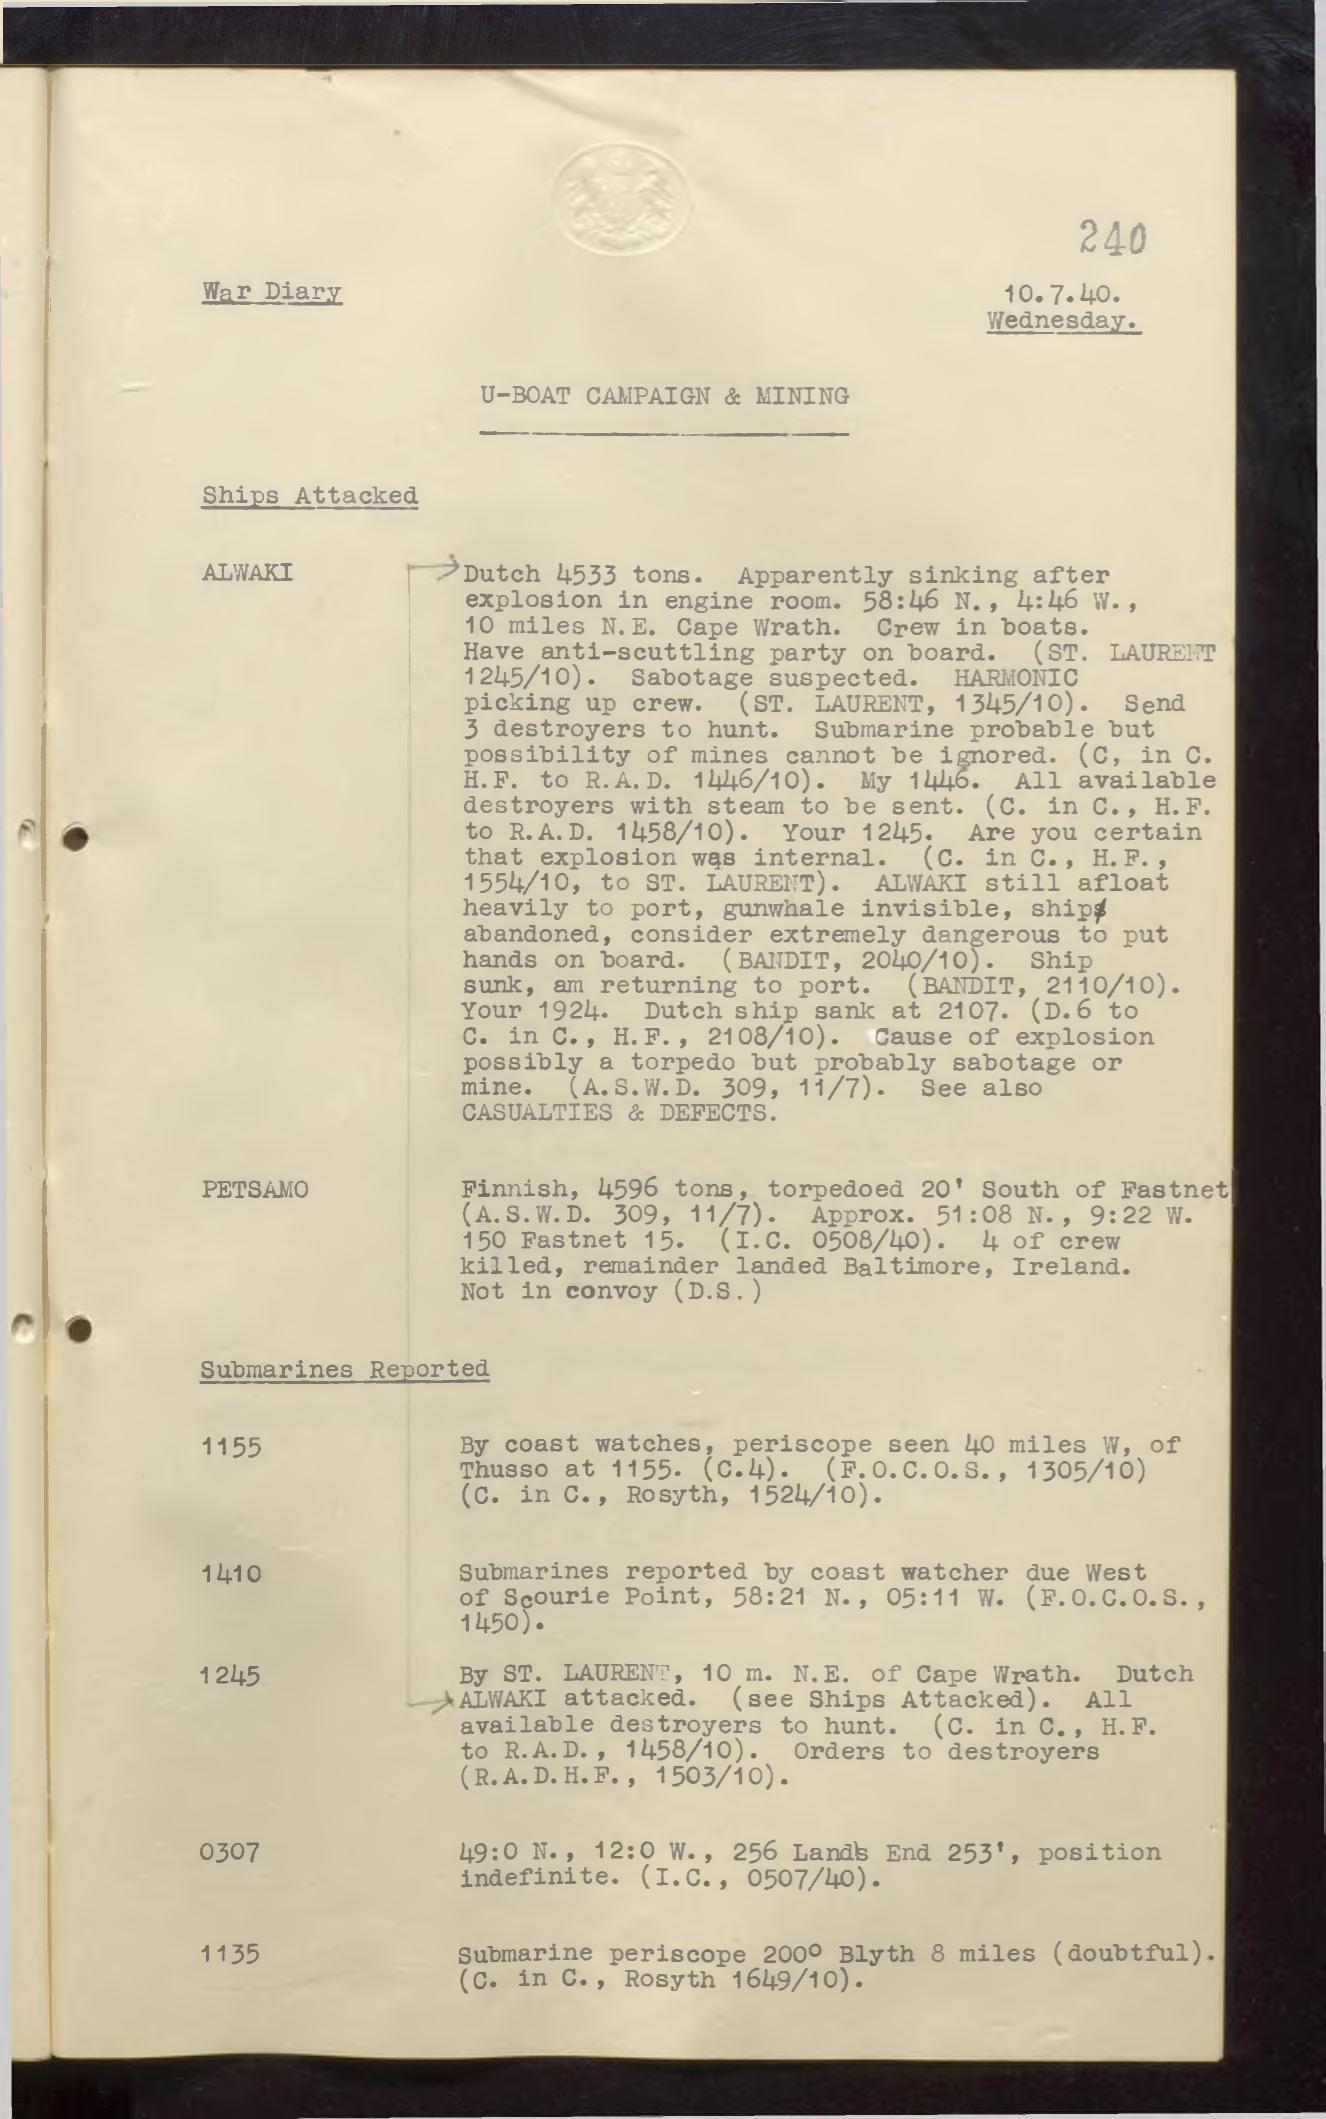 240
War Diary
10.7.40.
Wednesday.
U-BOAT CAMPAIGN & MINING
Ships Attacked
ALWAKI
Dutch 4533 tons. Apparently sinking after
explosion in engine room. 58:46 N., 4:46 W.,
10 miles N.E. Cape Wrath. Crew in boats.
Have anti-scuttling party on board. (ST. LAURENT
1245/10). Sabotage suspected. HARMONIC
picking up crew. (ST. LAURENT, 1345/10). Send
3 destroyers to hunt. Submarine probable but
possibility of mines cannot be ignored. (C, in C.
H.F. to R.A.D. 1446/10). My 1446. All available
destroyers with steam to be sent. (C. in C., H.F.
to R.A.D. 1458/10). Your 1245. Are you certain
that explosion was internal. (C. in C., H.F.,
1554/10, to ST. LAURENT). ALWAKI still afloat
heavily to port, gunwhale invisible, ship
abandoned, consider extremely dangerous to put
hands on board. (BANDIT, 2040/10). Ship
sunk, am returning to port. (BANDIT, 2110/10).
Your 1924. Dutch ship sank at 2107. (D.6 to
C. in C., H.F., 2108/10). Cause of explosion
possibly a torpedo but probably sabotage or
mine. (A.S.W.D. 309, 11/7). See also
CASUALTIES & DEFECTS.
PETSAMO
Finnish, 4596 tons, torpedoed 20' South of Fastnet
(A.S.W.D. 309, 11/7). Approx. 51:08 N., 9:22 W.
150 Fastnet 15. (I.C. 0508/40). 4 of crew
killed, remainder landed Baltimore, Ireland.
Not in convoy (D.S.)
Submarines Reported
1155
By coast watches, periscope seen 40 miles W, of
Thusso at 1155. (C.4). (F.O.C.O.S., 1305/10)
(C. in C., Rosyth, 1524/10).
1410
Submarines reported by coast watcher due West
of Scourie Point, 58:21 N., 05:11 W. (F.O.C.O.S.,
1450).
1245
By ST. LAURENT, 10 m. N.E. of Cape Wrath. Dutch
ALWAKI attacked. (see Ships Attacked). All
available destroyers to hunt. (C. in C., H.F.
to R.A.D., 1458/10). Orders to destroyers
(R.A.D.H.F., 1503/10).
0307
49:0 N., 12:0 W., 256 Land's End 253', position
indefinite. (I.C., 0507/40).
1135
Submarine periscope 200° Blyth 8 miles (doubtful).
(C. in C., Rosyth 1649/10).